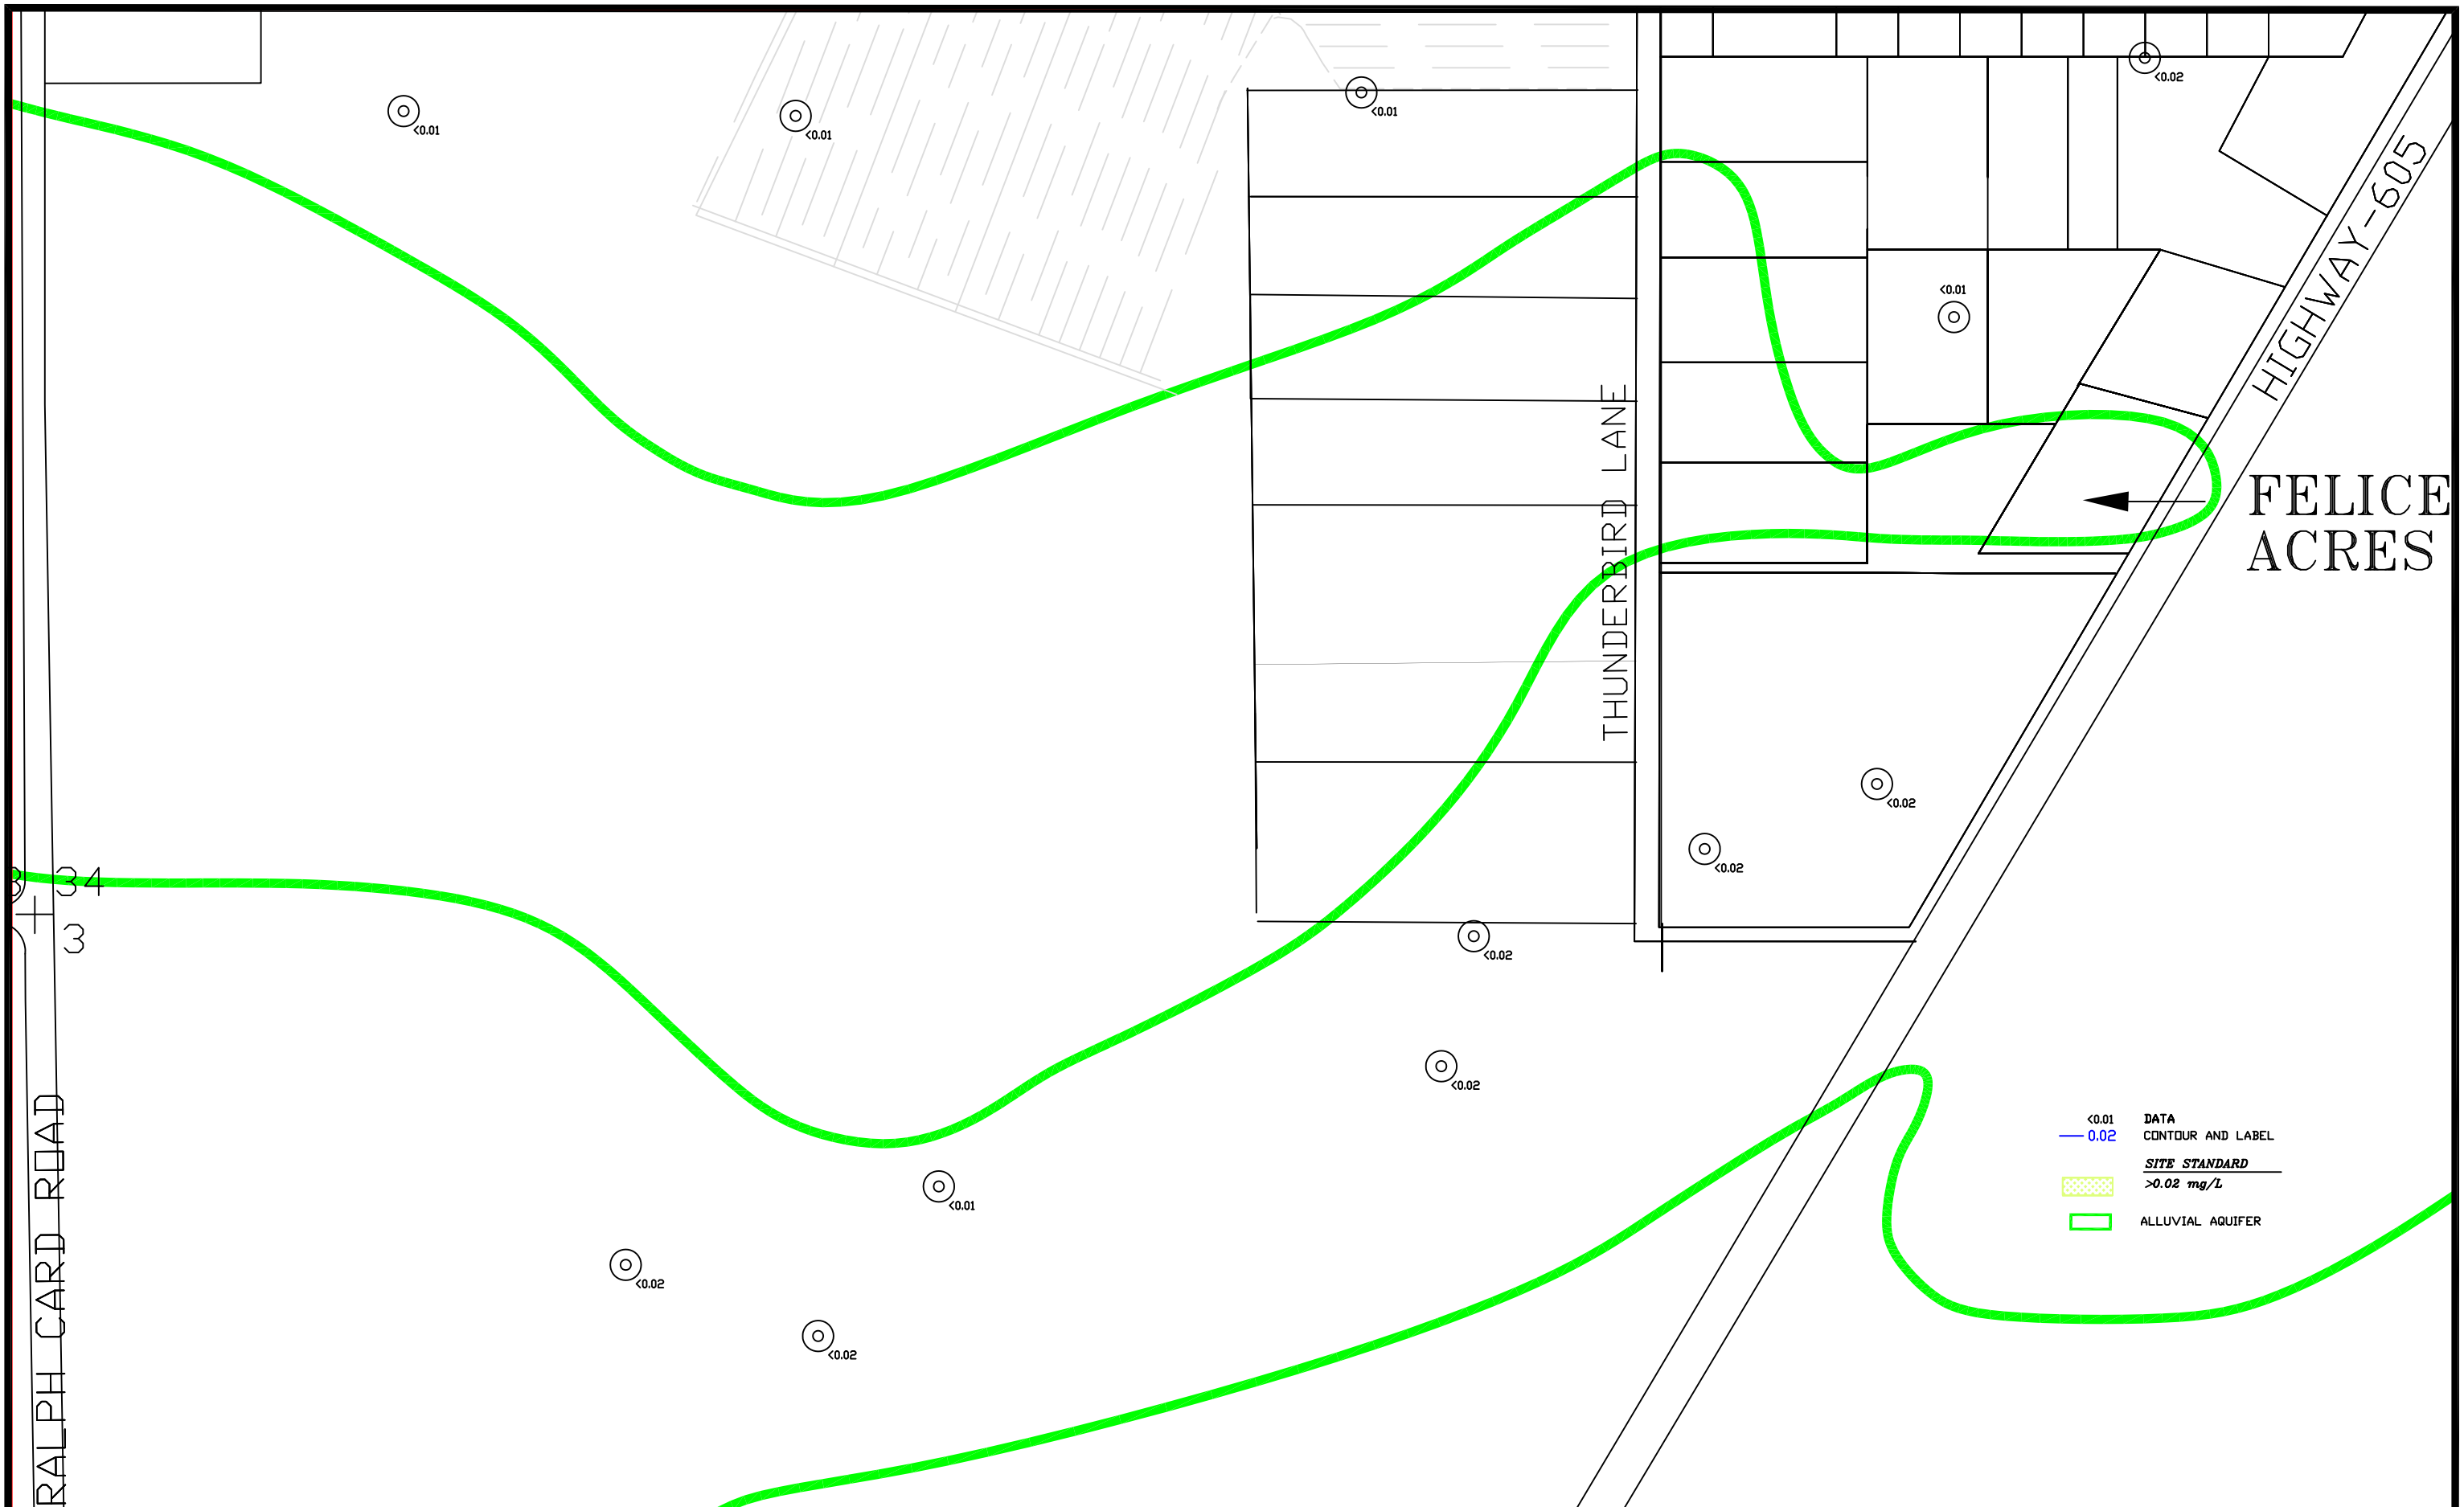 <0.02
<0.01
<0.01
<0.01
HIGHWAY-605
<0.01
THUNDERBIRD LANE
FELICE
ACRES
<0.02
<0.02
34
3
<0.02
<0.02
RALPH CARD ROAD
<0.01 DATA
0.02 CONTOUR AND LABEL
SITE STANDARD
>0.02 mg/L
ALLUVIAL AQUIFER
<0.01
<0.02
<0.02